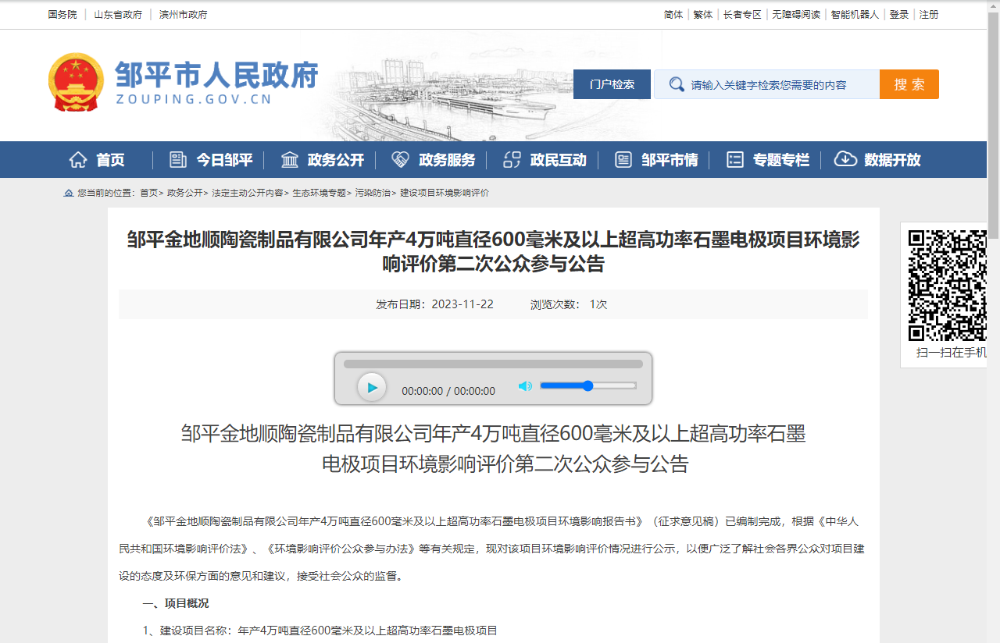 国务院 山东省政府 滨州市政府 简体 繁体 长者专区 无障碍阅读 智能机器人 登录 注册
邹平市人民政府
ZOUPING.GOV.CN
门户检索 请输入关键字检索您需要的内容 搜 索
首页 今日邹平 政务公开 政务服务 政民互动 邹平市情 专题专栏 数据开放
您当前的位置：首页> 政务公开> 法定主动公开内容> 生态环境专题> 污染防治> 建设项目环境影响评价
邹平金地顺陶瓷制品有限公司年产4万吨直径600毫米及以上超高功率石墨电极项目环境影
响评价第二次公众参与公告
发布日期：2023-11-22 浏览次数： 1次
扫一扫在手机
00:00:00 / 00:00:00
邹平金地顺陶瓷制品有限公司年产4万吨直径600毫米及以上超高功率石墨
电极项目环境影响评价第二次公众参与公告
《邹平金地顺陶瓷制品有限公司年产4万吨直径600毫米及以上超高功率石墨电极项目环境影响报告书》（征求意见稿）已编制完成，根据《中华人
民共和国环境影响评价法》、《环境影响评价公众参与办法》等有关规定，现对该项目环境影响评价情况进行公示，以便广泛了解社会各界公众对项目建
设的态度及环保方面的意见和建议，接受社会公众的监督。
一、项目概况
1、建设项目名称：年产4万吨直径600毫米及以上超高功率石墨电极项目